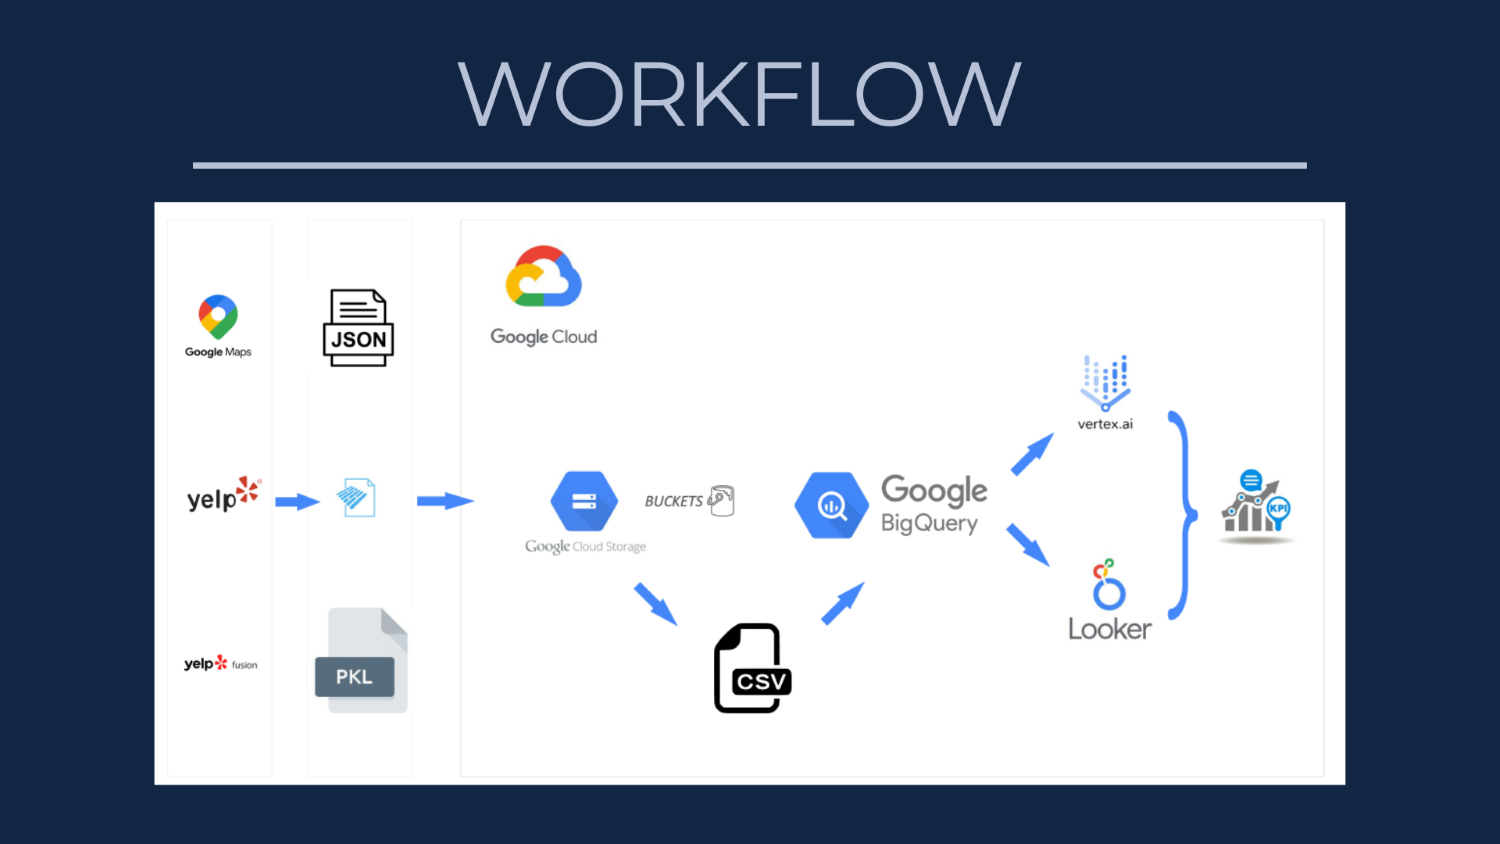 WORKFLOW
Google Maps
JSON
Google Cloud
yelp
Google Cloud Storage
BUCKETS
Google
BigQuery
vertex.ai
KPI
Looker
yelp fusion
PKL
CSV